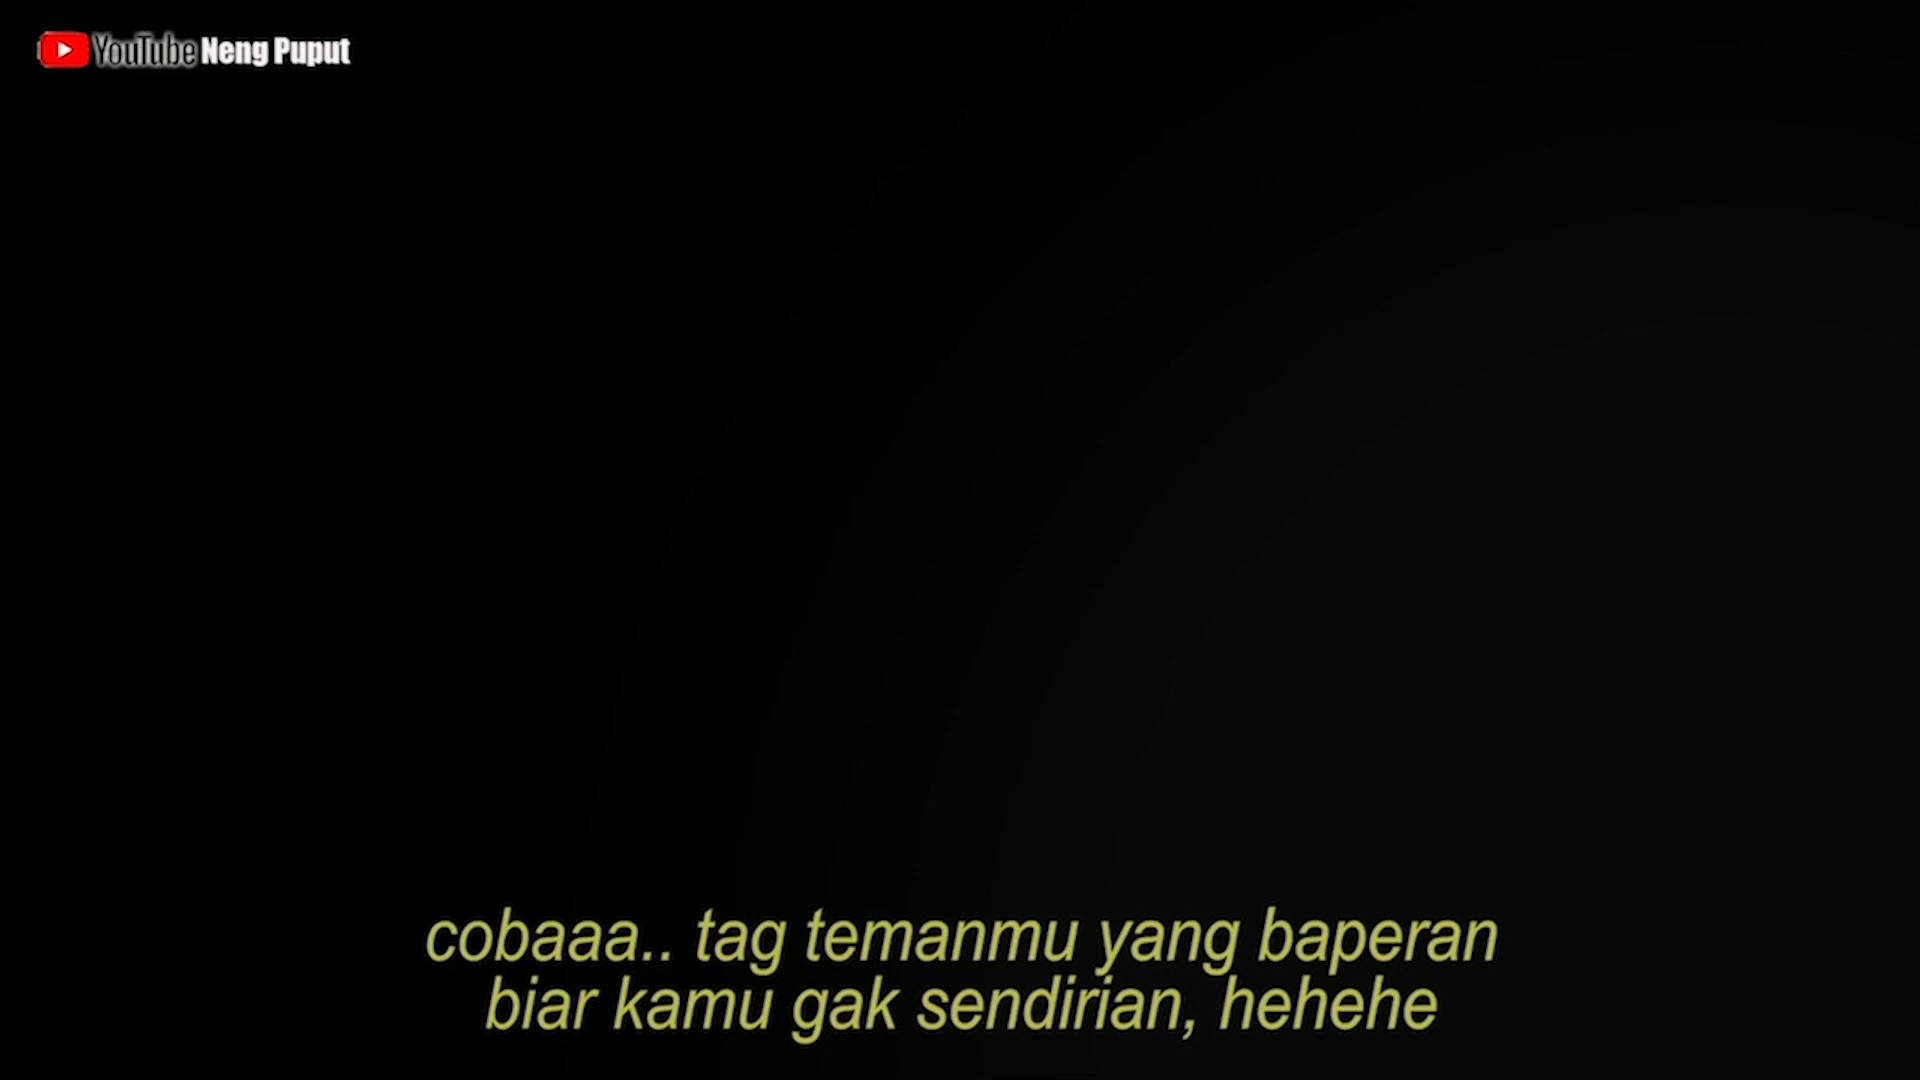 YouTube Neng Puput
cobaaa.. tag temanmu yang baperan
biar kamu gak sendirian, hehehe